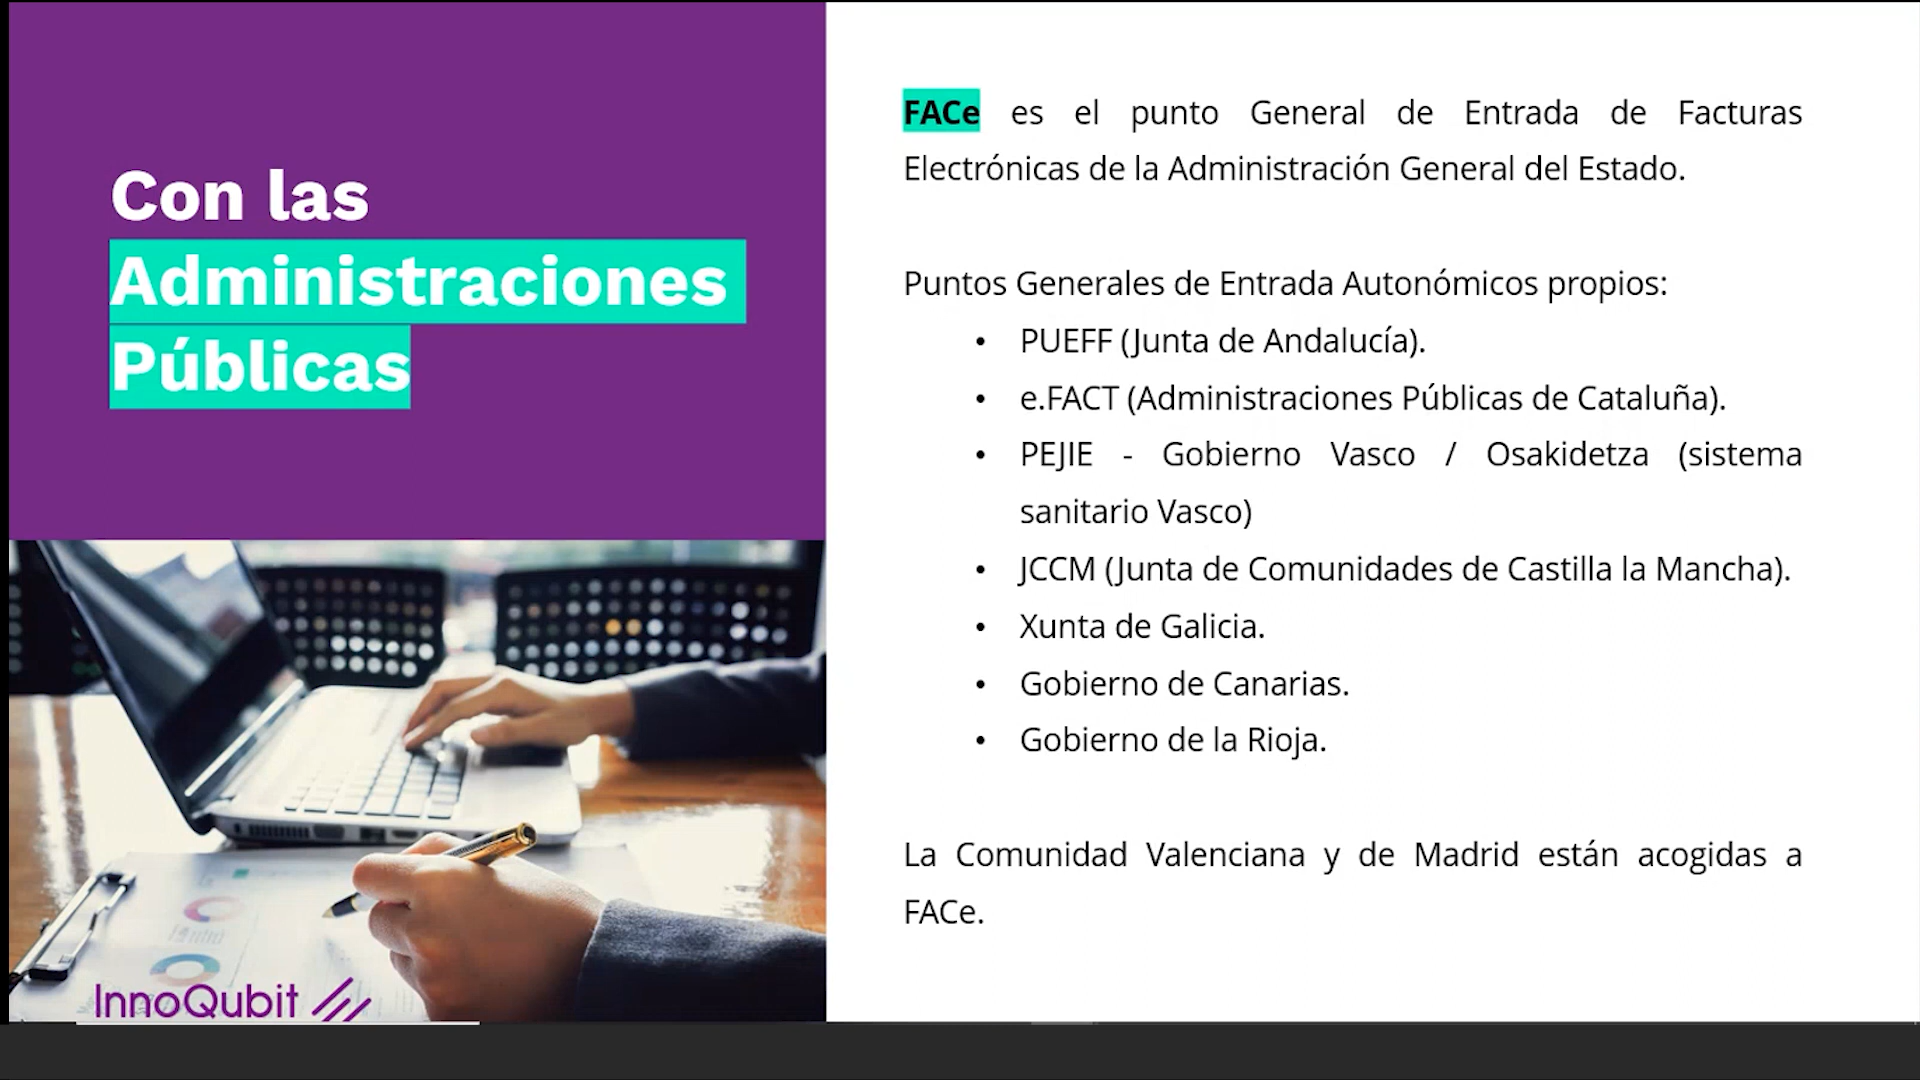 Con las
Administraciones
Públicas
InnoQubit
FACe es el punto General de Entrada de Facturas
Electrónicas de la Administración General del Estado.
Puntos Generales de Entrada Autonómicos propios:
• PUEFF (Junta de Andalucía).
• e.FACT (Administraciones Públicas de Cataluña).
• PEJIE - Gobierno Vasco / Osakidetza (sistema
sanitario Vasco)
• JCCM (Junta de Comunidades de Castilla la Mancha).
• Xunta de Galicia.
• Gobierno de Canarias.
• Gobierno de la Rioja.
La Comunidad Valenciana y de Madrid están acogidas a
FACe.